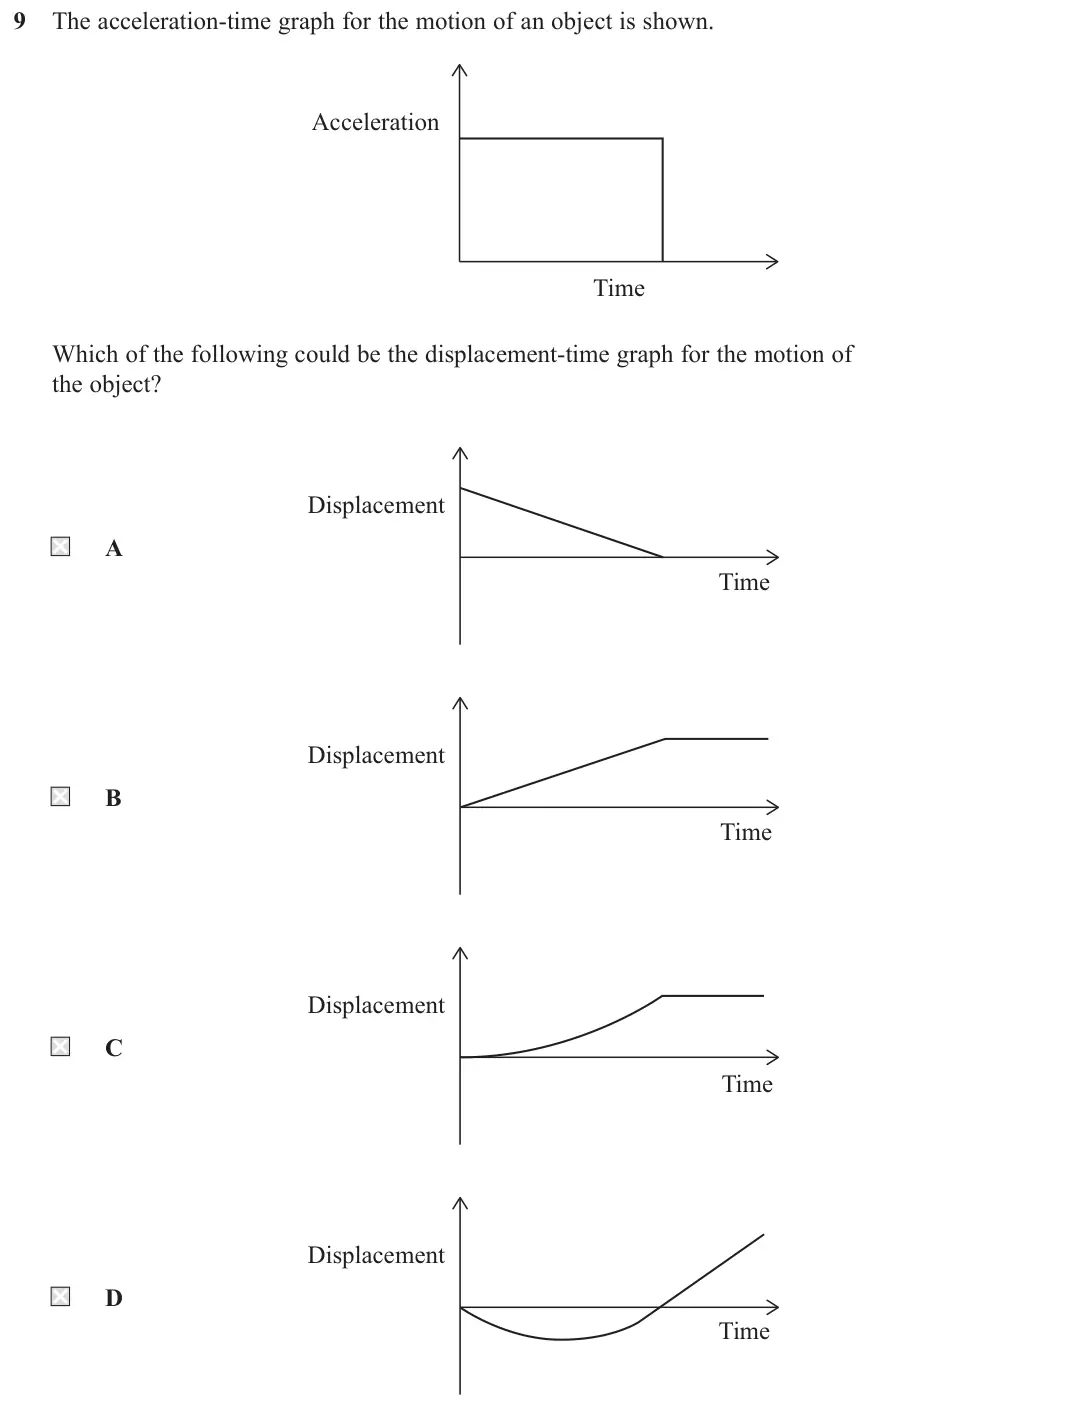 9 The acceleration-time graph for the motion of an object is shown.
Acceleration
Time
Which of the following could be the displacement-time graph for the motion of
the object?
Displacement
A
Time
Displacement
B
Time
Displacement
C
Time
Displacement
D
Time